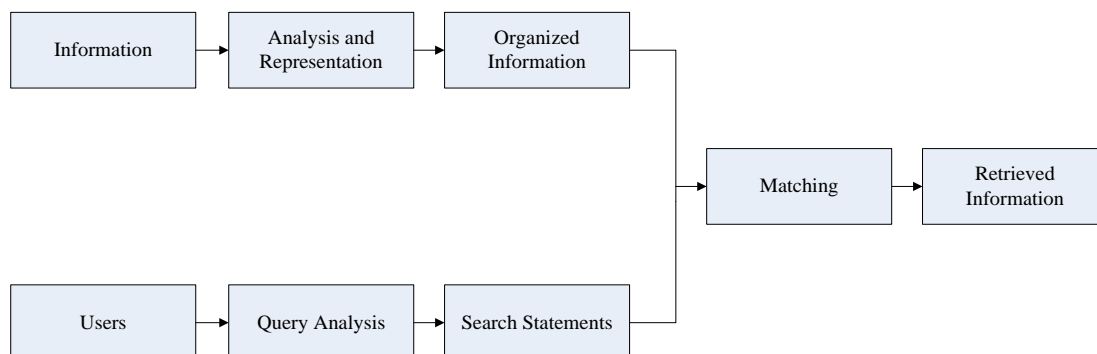 Information
Analysis and
Representation
Organized
Information
Matching
Retrieved
Information
Users
Query Analysis
Search Statements